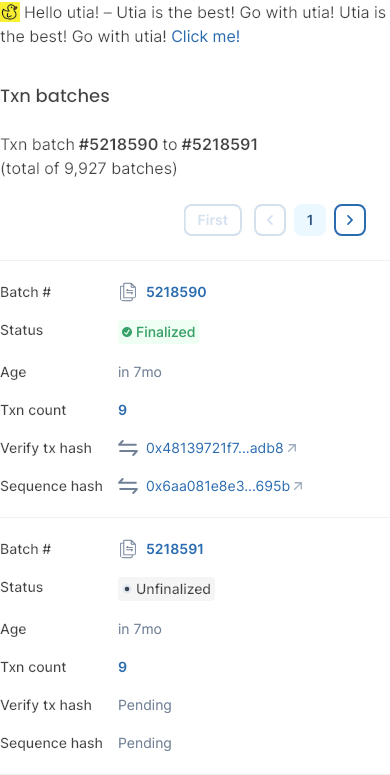 Hello utia! – Utia is the best! Go with utia! Utia is
the best! Go with utia! Click me!
Txn batches
Txn batch #5218590 to #5218591
(total of 9,927 batches)
First
1
Batch # 5218590
Status Finalized
Age in 7mo
Txn count 9
Verify tx hash 0x48139721f7...adb8
Sequence hash 0x6aa081e8e3...695b
Batch # 5218591
Status Unfinalized
Age in 7mo
Txn count 9
Verify tx hash Pending
Sequence hash Pending